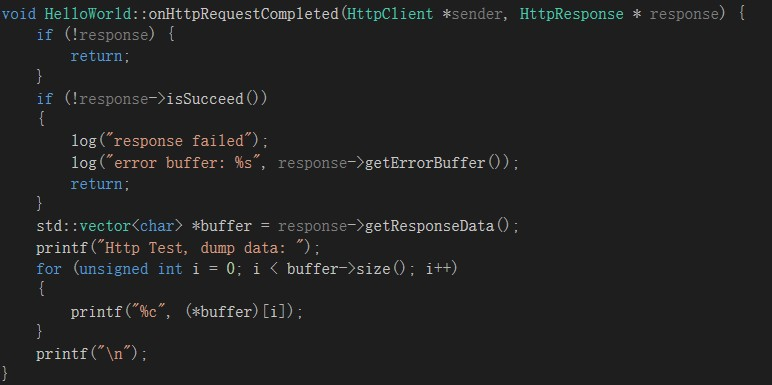 void HelloWorld::onHttpRequestCompleted(HttpClient *sender, HttpResponse * response) {
    if (!response) {
        return;
    }
    if (!response->isSucceed())
    {
        log("response failed");
        log("error buffer: %s", response->getErrorBuffer());
        return;
    }
    std::vector<char> *buffer = response->getResponseData();
    printf("Http Test, dump data: ");
    for (unsigned int i = 0; i < buffer->size(); i++)
    {
        printf("%c", (*buffer)[i]);
    }
    printf("\n");
}